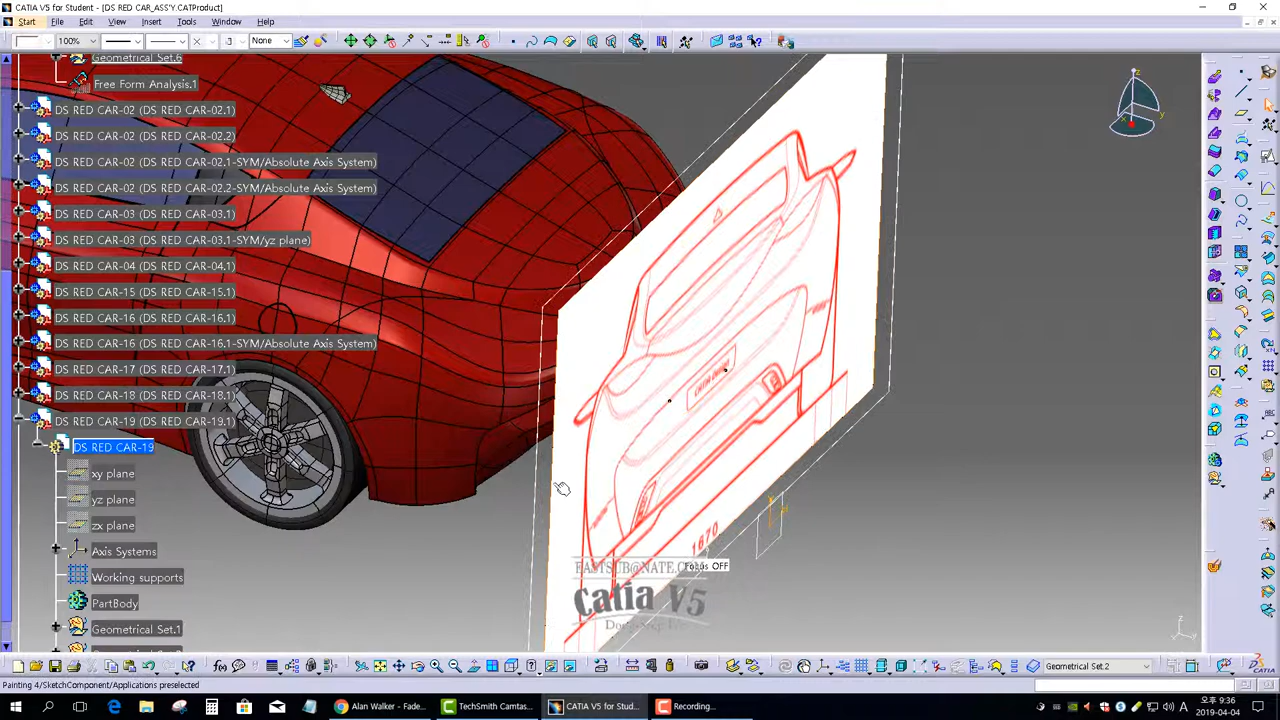 CATIA V5 for Student - [DS RED CAR_ASS'Y.CATProduct]
Start File Edit View Insert Tools Window Help
100% None
Geometrical Set.6
Free Form Analysis.1
DS RED CAR-02 (DS RED CAR-02.1)
DS RED CAR-02 (DS RED CAR-02.2)
DS RED CAR-02 (DS RED CAR-02.1-SYM/Absolute Axis System)
DS RED CAR-02 (DS RED CAR-02.2-SYM/Absolute Axis System)
DS RED CAR-03 (DS RED CAR-03.1)
DS RED CAR-03 (DS RED CAR-03.1-SYM/yz plane)
DS RED CAR-04 (DS RED CAR-04.1)
DS RED CAR-15 (DS RED CAR-15.1)
DS RED CAR-16 (DS RED CAR-16.1)
DS RED CAR-16 (DS RED CAR-16.1-SYM/Absolute Axis System)
DS RED CAR-17 (DS RED CAR-17.1)
DS RED CAR-18 (DS RED CAR-18.1)
DS RED CAR-19 (DS RED CAR-19.1)
DS RED CAR-19
xy plane
yz plane
zx plane
Axis Systems
Working supports
PartBody
Geometrical Set.1
1670
Focus OFF
EASTSUB@NATE.C
Catia V5
Geometrical Set.2
Painting 4/SketchComponent/Applications preselected
Alan Walker - Fade...
TechSmith Camtas...
CATIA V5 for Stud...
Recording...
오후 9:36
2019-04-04